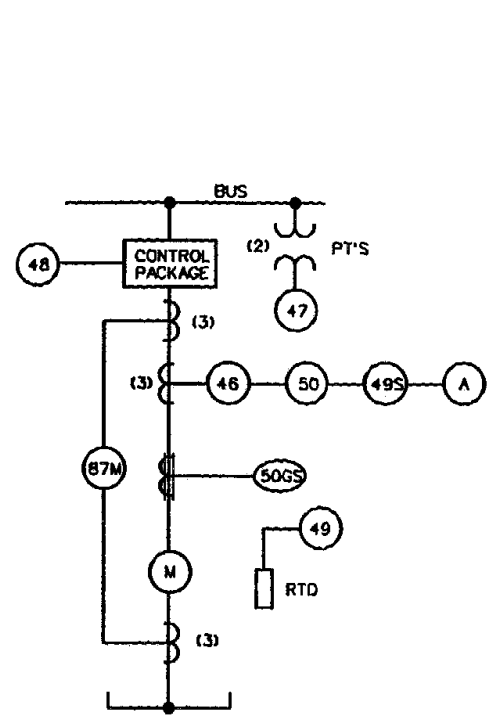 BUS
(2) PT'S
CONTROL
PACKAGE
48
47
(3)
(3) 46 50 49S A
87M
50GS
49
M
RTD
(3)